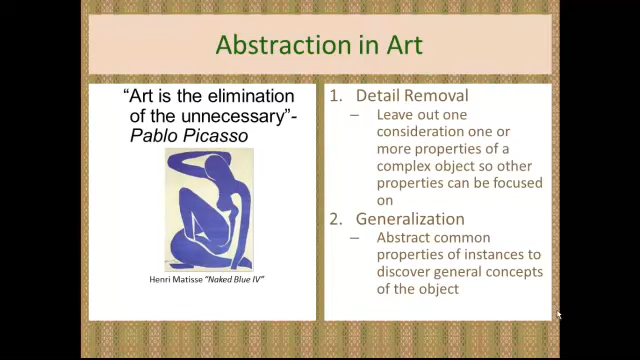 Abstraction in Art
“Art is the elimination
of the unnecessary”-
Pablo Picasso
Henri Matisse “Naked Blue IV”
1. Detail Removal
– Leave out one
consideration one or
more properties of a
complex object so other
properties can be focused
on
2. Generalization
– Abstract common
properties of instances to
discover general concepts
of the object